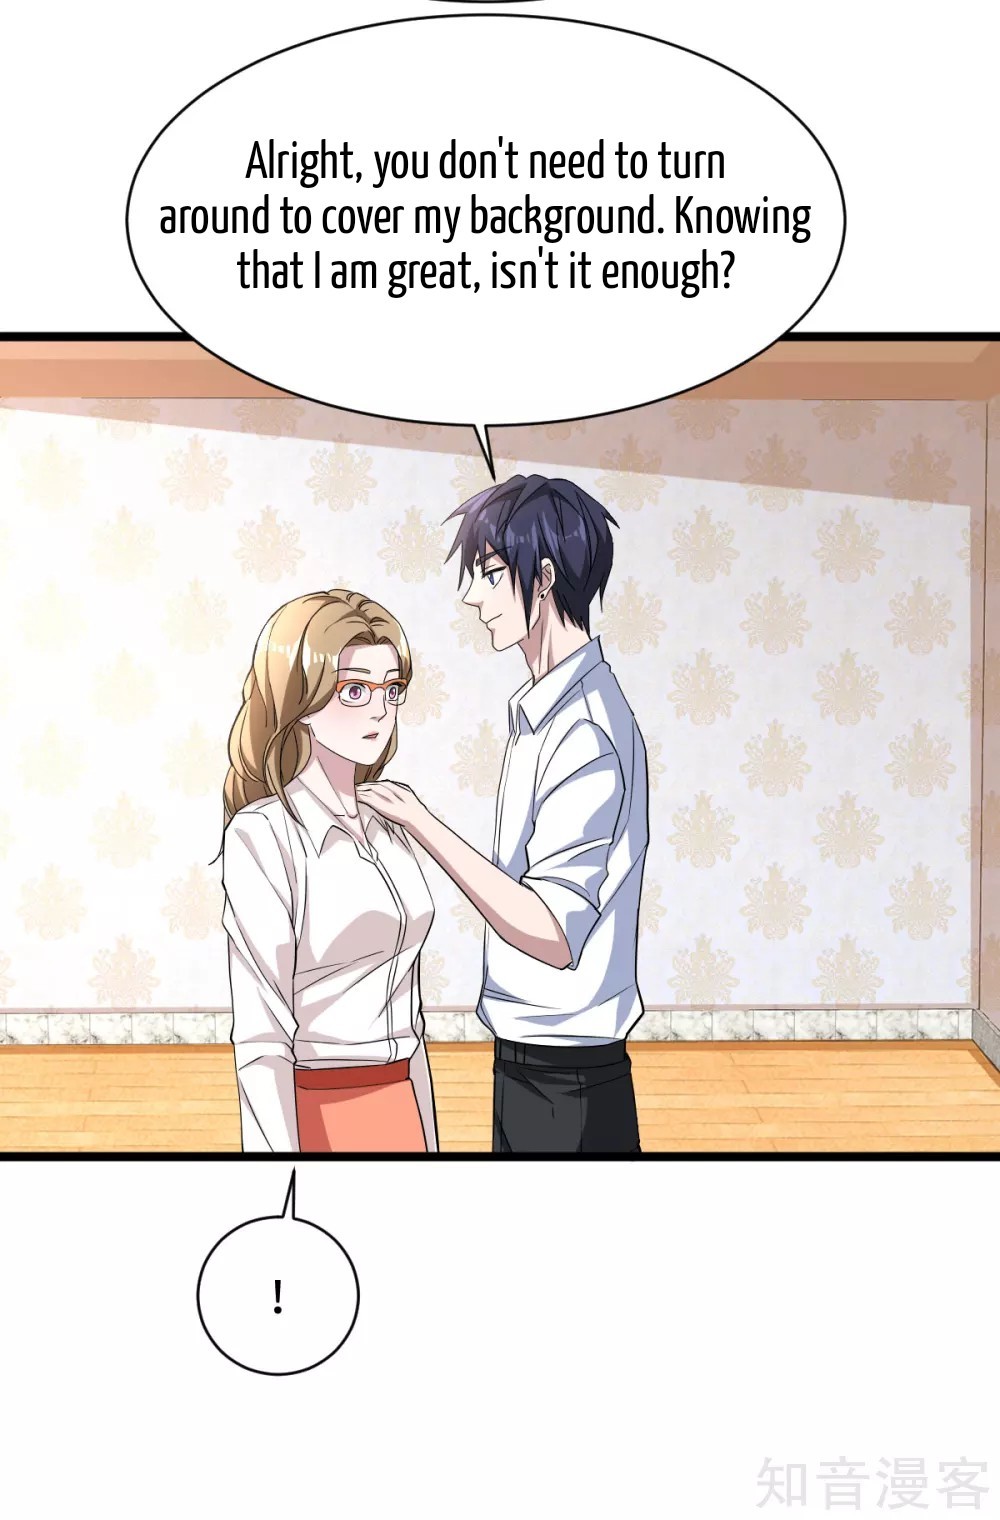 Alright, you don't need to turn
around to cover my background. Knowing
that I am great, isn't it enough?
!
知音漫客